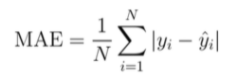 MAE = \frac{1}{N} \sum_{i=1}^{N} |y_i - \hat{y}_i|